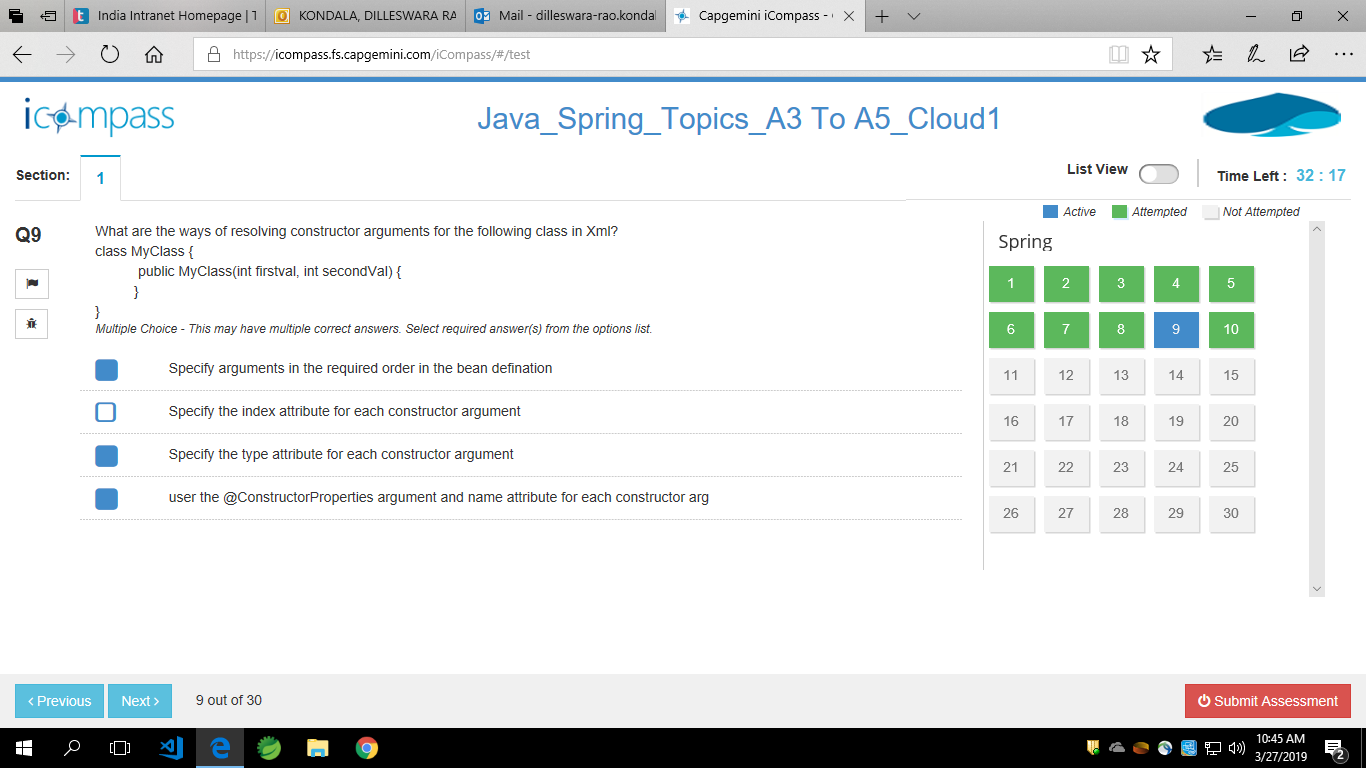 India Intranet Homepage | T
KONDALA, DILLESWARA RA
Mail - dilleswara-rao.kondal
Capgemini iCompass -
https://icompass.fs.capgemini.com/iCompass/#/test
icompass
Java_Spring_Topics_A3 To A5_Cloud1
Section:
1
List View
Time Left : 32 : 17
Active
Attempted
Not Attempted
Q9
What are the ways of resolving constructor arguments for the following class in Xml?
class MyClass {
public MyClass(int firstval, int secondVal) {
}
}
Multiple Choice - This may have multiple correct answers. Select required answer(s) from the options list.
Specify arguments in the required order in the bean defination
Specify the index attribute for each constructor argument
Specify the type attribute for each constructor argument
user the @ConstructorProperties argument and name attribute for each constructor arg
Spring
1 2 3 4 5
6 7 8 9 10
11 12 13 14 15
16 17 18 19 20
21 22 23 24 25
26 27 28 29 30
Previous
Next
9 out of 30
Submit Assessment
10:45 AM
3/27/2019
2